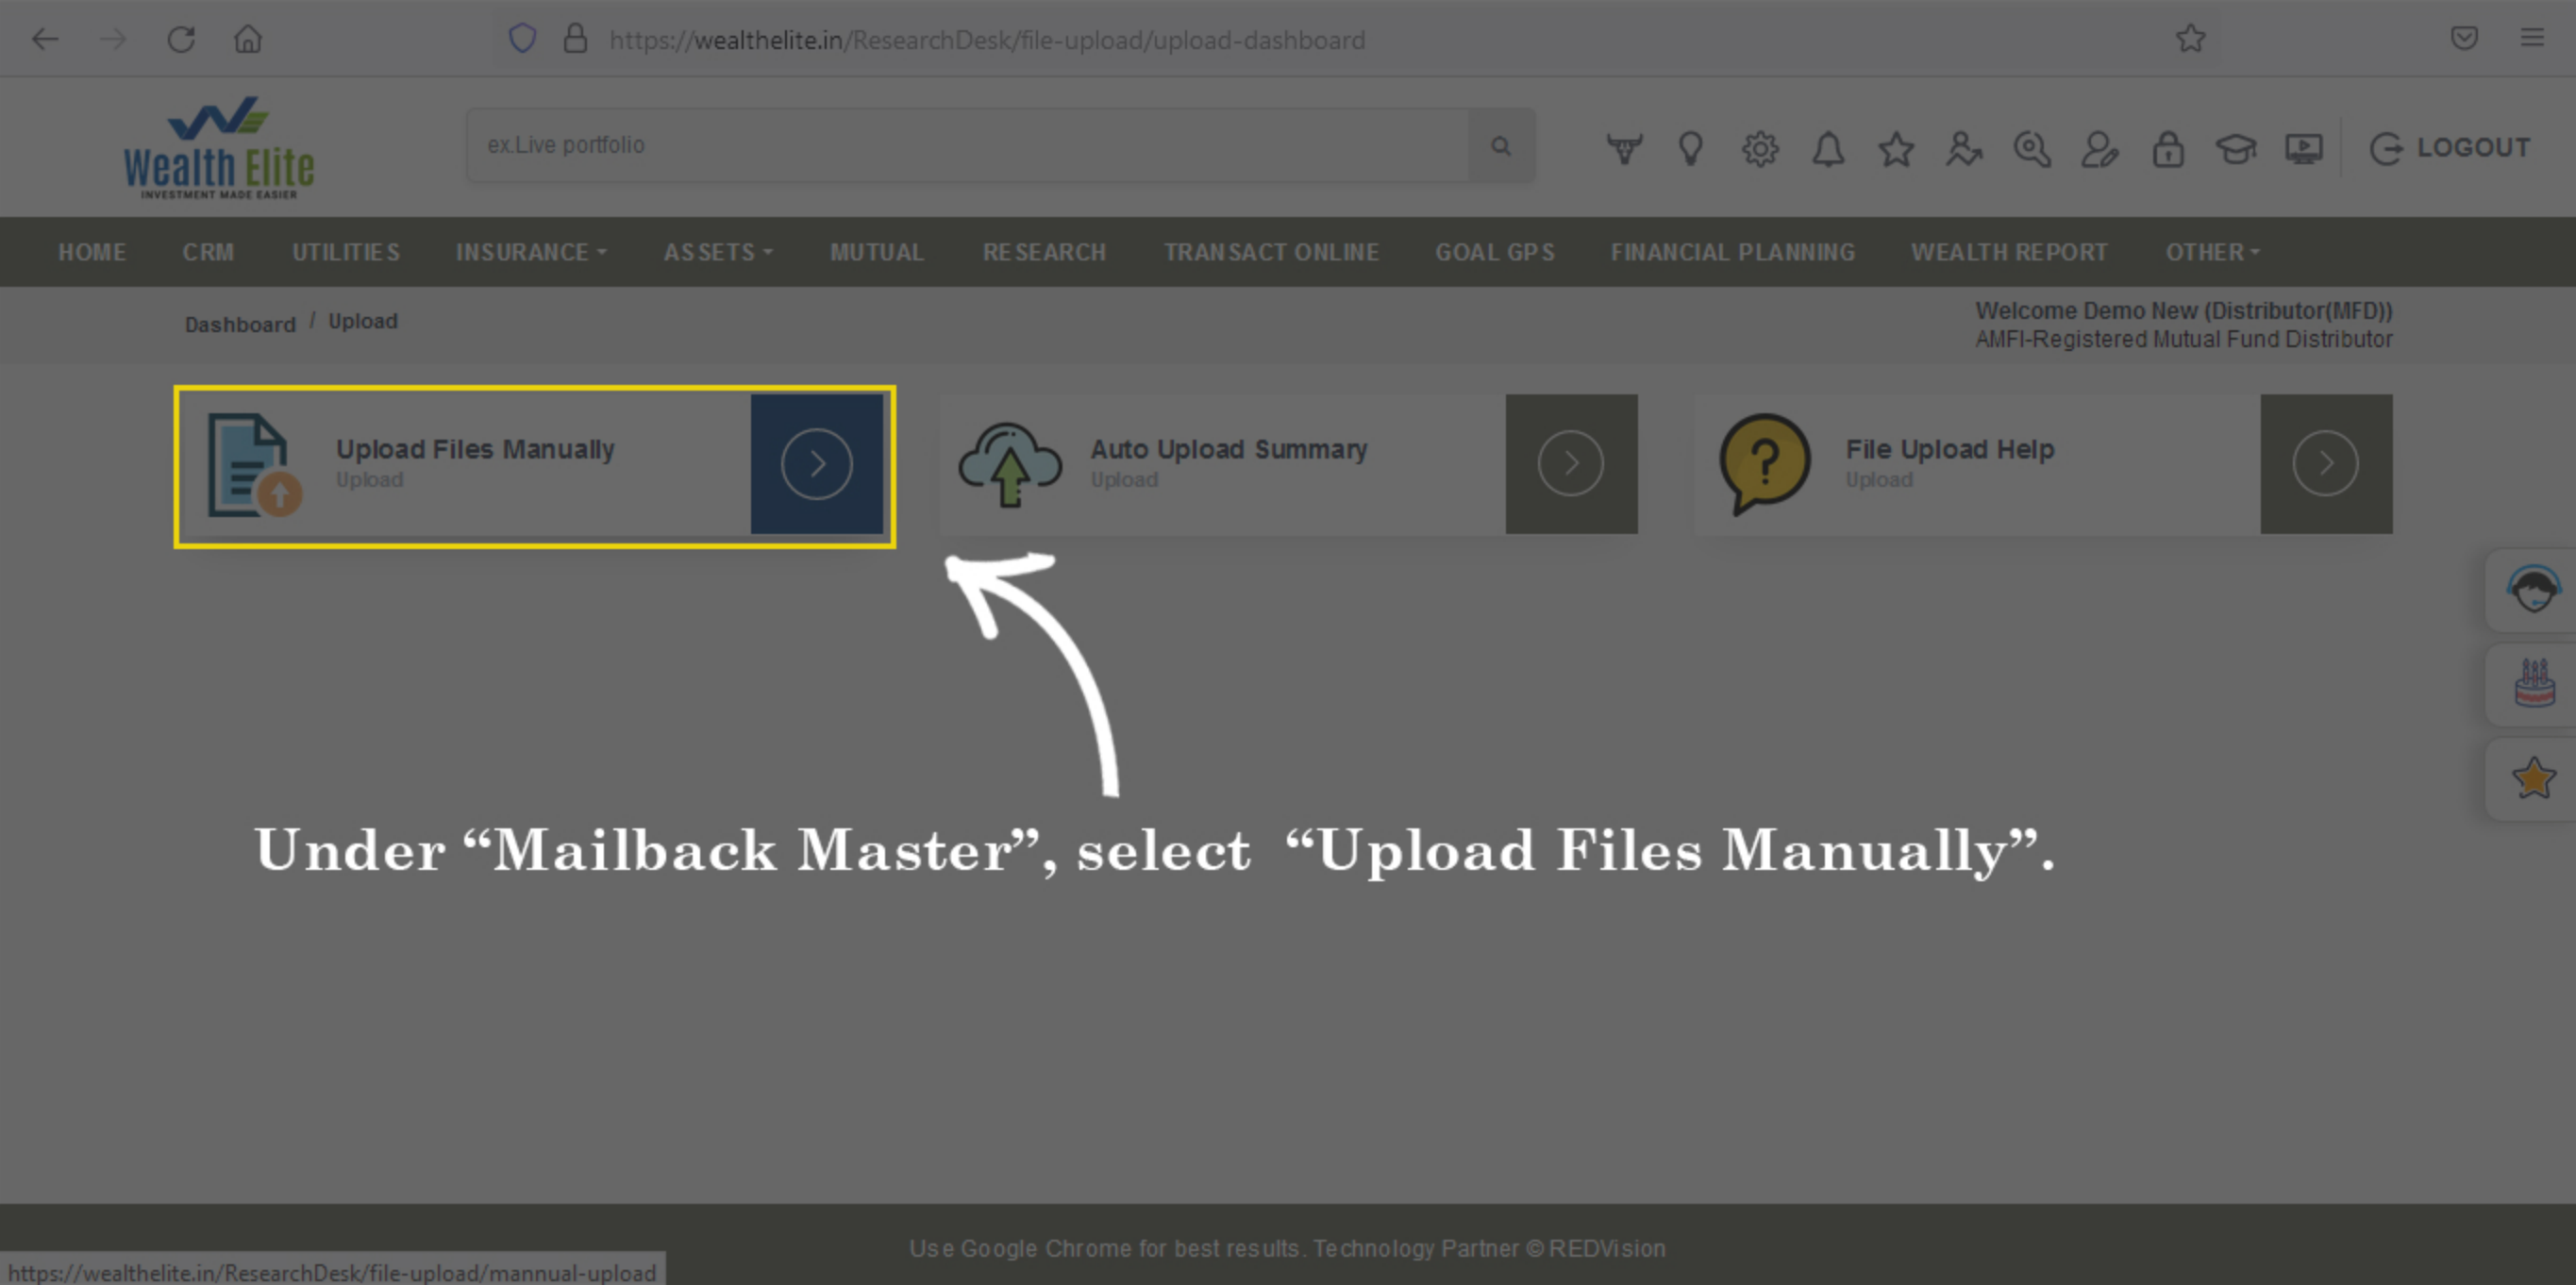 https://wealthelite.in/ResearchDesk/file-upload/upload-dashboard
Wealth Elite
INVESTMENT MADE EASIER
ex.Live portfolio
LOGOUT
HOME CRM UTILITIES INSURANCE ASSETS MUTUAL RESEARCH TRANSACT ONLINE GOAL GPS FINANCIAL PLANNING WEALTH REPORT OTHER
Dashboard / Upload
Welcome Demo New (Distributor(MFD))
AMFI-Registered Mutual Fund Distributor
Upload Files Manually
Upload
Auto Upload Summary
Upload
File Upload Help
Upload
Under “Mailback Master”, select “Upload Files Manually”.
Use Google Chrome for best results. Technology Partner © REDVision
https://wealthelite.in/ResearchDesk/file-upload/mannual-upload